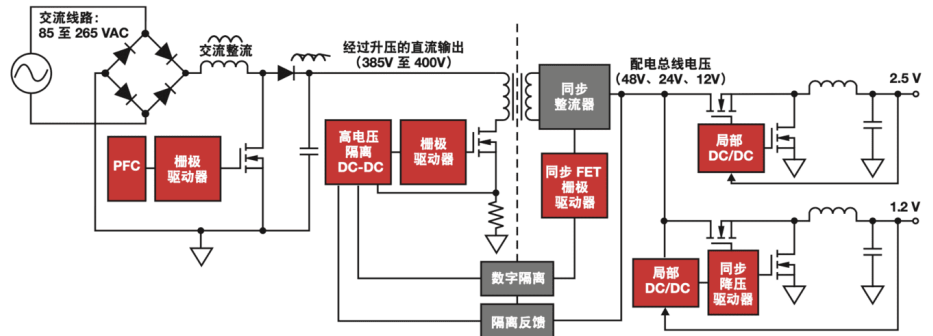 交流线路：
85 至 265 VAC
交流整流
经过升压的直流输出
（385V 至 400V）
配电总线电压
（48V、24V、12V）
2.5 V
同步
整流器
高电压
隔离
DC-DC
栅极
驱动器
局部
DC/DC
PFC
栅极
驱动器
同步 FET
栅极
驱动器
1.2 V
数字隔离
局部
DC/DC
同步
降压
驱动器
隔离反馈